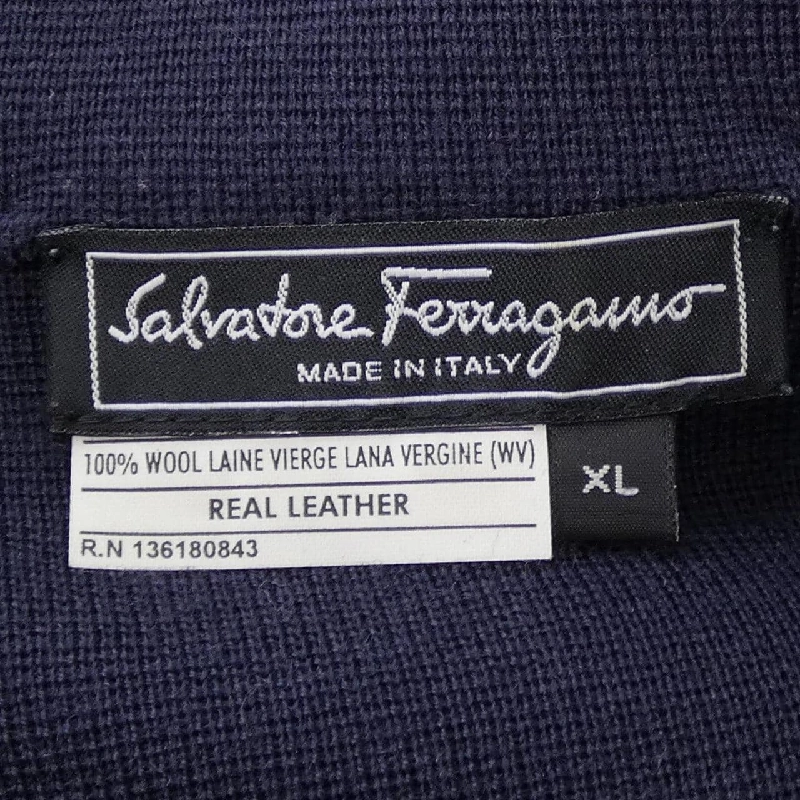 Salvatore Ferragamo
MADE IN ITALY
100% WOOL LAINE VIERGE LANA VERGINE (WV)
REAL LEATHER
R.N 136180843
XL